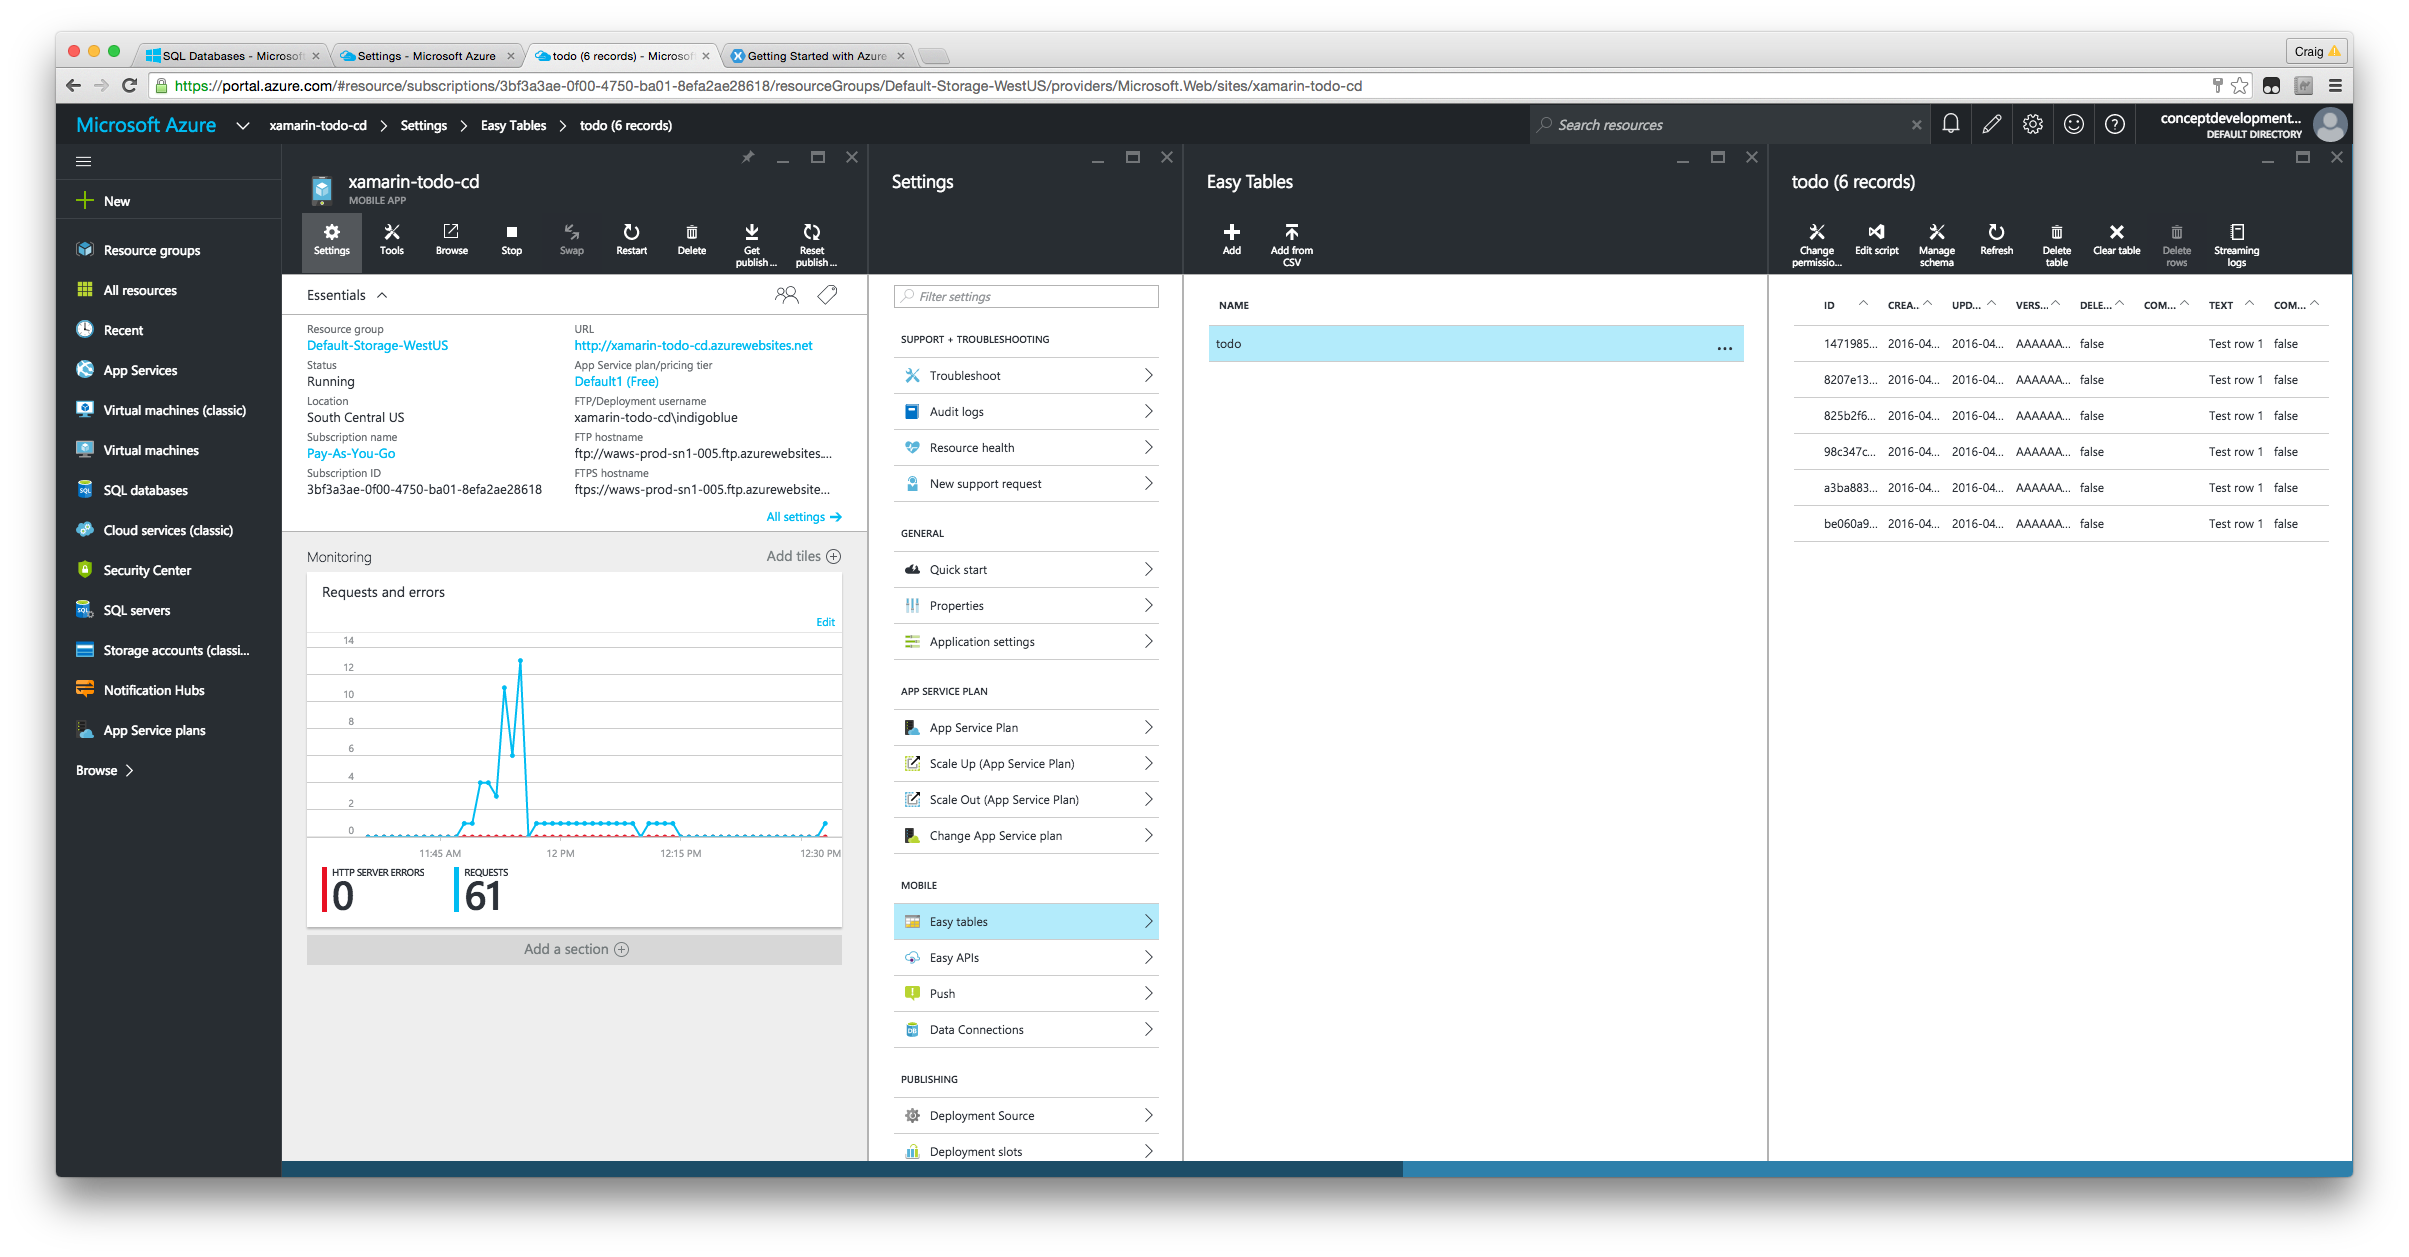 SQL Databases - Microsof
Settings - Microsoft Azure
todo (6 records) - Microsof
Getting Started with Azure
Craig
https://portal.azure.com/#resource/subscriptions/3bf3a3ae-0f00-4750-ba01-8efa2ae28618/resourceGroups/Default-Storage-WestUS/providers/Microsoft.Web/sites/xamarin-todo-cd
Microsoft Azure
xamarin-todo-cd > Settings > Easy Tables > todo (6 records)
Search resources
conceptdevelopment...
DEFAULT DIRECTORY
New
Resource groups
All resources
Recent
App Services
Virtual machines (classic)
Virtual machines
SQL databases
Cloud services (classic)
Security Center
SQL servers
Storage accounts (classi...
Notification Hubs
App Service plans
Browse
xamarin-todo-cd
MOBILE APP
Settings
Tools
Browse
Stop
Swap
Restart
Delete
Get publish ...
Reset publish ...
Essentials
Resource group
Default-Storage-WestUS
Status
Running
Location
South Central US
Subscription name
Pay-As-You-Go
Subscription ID
3bf3a3ae-0f00-4750-ba01-8efa2ae28618
URL
http://xamarin-todo-cd.azurewebsites.net
App Service plan/pricing tier
Default1 (Free)
FTP/Deployment username
xamarin-todo-cd\indigoblue
FTP hostname
ftp://waws-prod-sn1-005.ftp.azurewebsites....
FTPS hostname
ftps://waws-prod-sn1-005.ftp.azurewebsite...
All settings
Monitoring
Add tiles
Requests and errors
Edit
14
12
10
8
6
4
2
0
11:45 AM
12 PM
12:15 PM
12:30 PM
HTTP SERVER ERRORS
0
REQUESTS
61
Add a section
Settings
Filter settings
SUPPORT + TROUBLESHOOTING
Troubleshoot
Audit logs
Resource health
New support request
GENERAL
Quick start
Properties
Application settings
APP SERVICE PLAN
App Service Plan
Scale Up (App Service Plan)
Scale Out (App Service Plan)
Change App Service plan
MOBILE
Easy tables
Easy APIs
Push
Data Connections
PUBLISHING
Deployment Source
Deployment slots
Easy Tables
Add
Add from CSV
NAME
todo
...
todo (6 records)
Change permissio...
Edit script
Manage schema
Refresh
Delete table
Clear table
Delete rows
Streaming logs
ID CREA... UPD... VERS... DELE... COM... TEXT COM...
1471985... 2016-04... 2016-04... AAAAAA... false Test row 1 false
8207e13... 2016-04... 2016-04... AAAAAA... false Test row 1 false
825b2f6... 2016-04... 2016-04... AAAAAA... false Test row 1 false
98c347c... 2016-04... 2016-04... AAAAAA... false Test row 1 false
a3ba883... 2016-04... 2016-04... AAAAAA... false Test row 1 false
be060a9... 2016-04... 2016-04... AAAAAA... false Test row 1 false